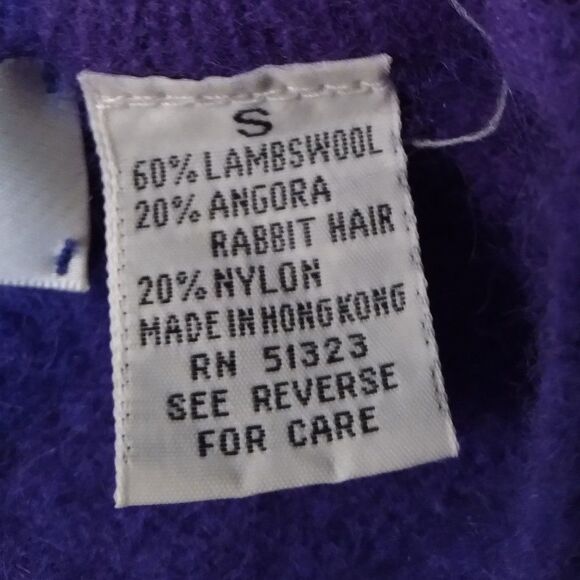 S
60% LAMBSWOOL
20% ANGORA
RABBIT HAIR
20% NYLON
MADE IN HONG KONG
RN 51323
SEE REVERSE
FOR CARE